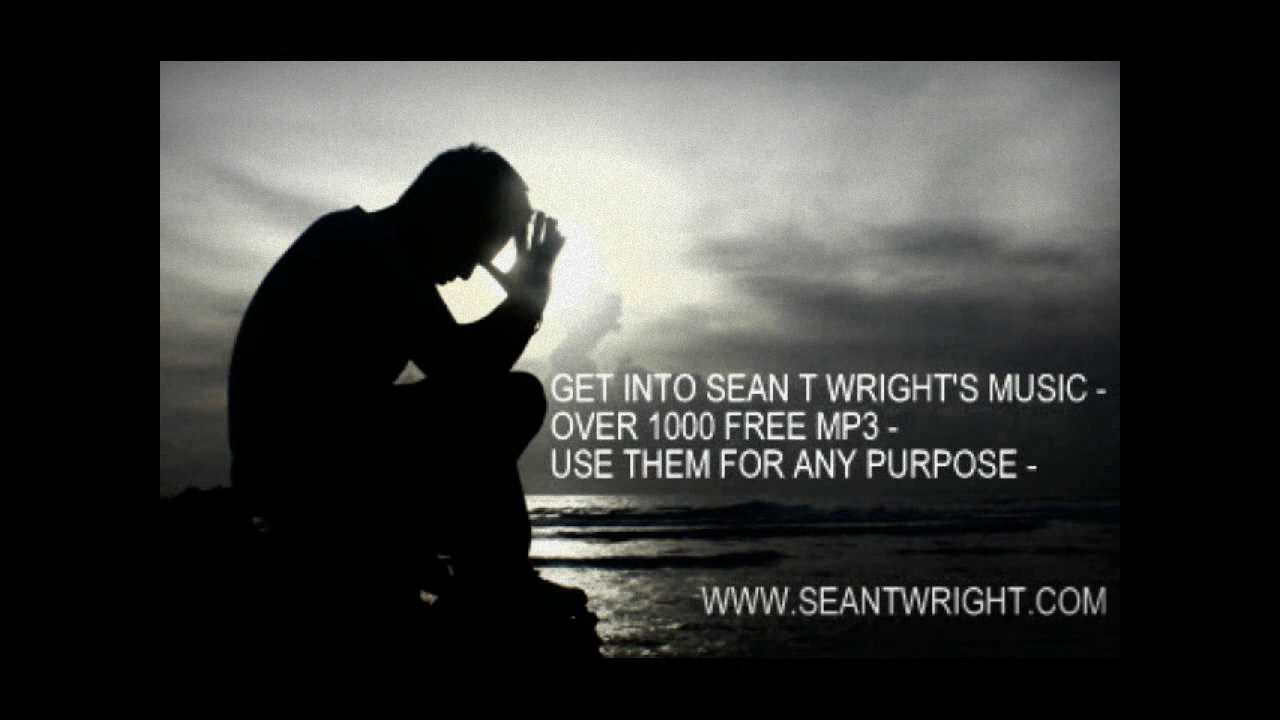 GET INTO SEAN T WRIGHT'S MUSIC -
OVER 1000 FREE MP3 -
USE THEM FOR ANY PURPOSE -
WWW.SEANTWRIGHT.COM